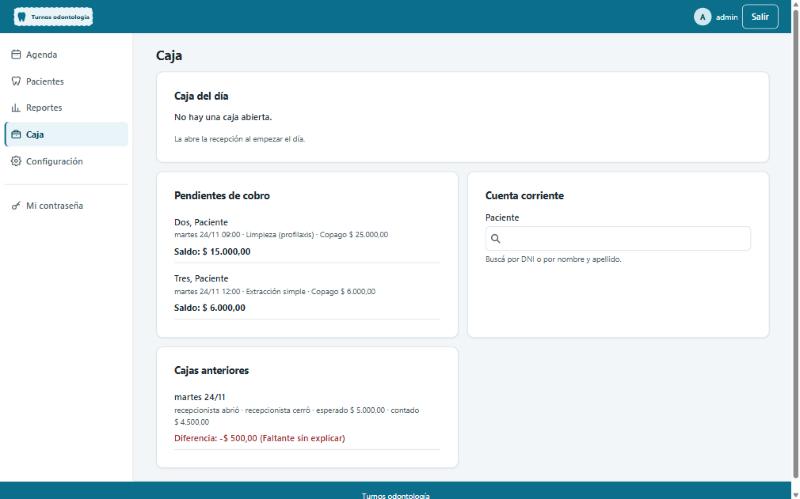 Turnos odontología
A
admin
Salir
Agenda
Pacientes
Reportes
Caja
Configuración
Mi contraseña
Caja
Caja del día
No hay una caja abierta.
La abre la recepción al empezar el día.
Pendientes de cobro
Dos, Paciente
martes 24/11 09:00 · Limpieza (profilaxis) · Copago $ 25.000,00
Saldo: $ 15.000,00
Tres, Paciente
martes 24/11 12:00 · Extracción simple · Copago $ 6.000,00
Saldo: $ 6.000,00
Cuenta corriente
Paciente
Buscá por DNI o por nombre y apellido.
Cajas anteriores
martes 24/11
recepcionista abrió · recepcionista cerró · esperado $ 5.000,00 · contado
$ 4.500,00
Diferencia: -$ 500,00 (Faltante sin explicar)
Turnos odontología